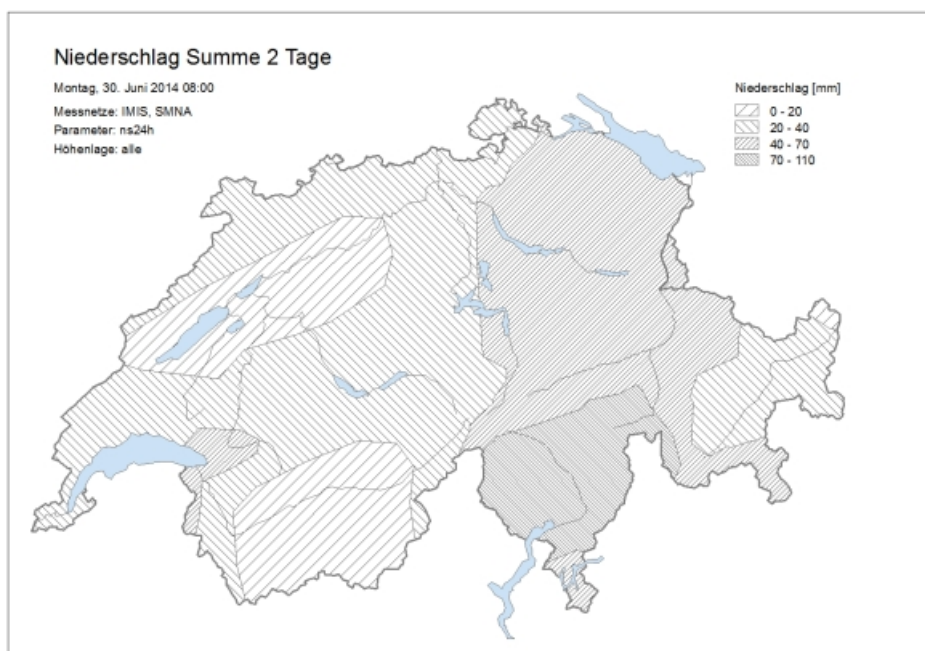 Niederschlag Summe 2 Tage
Montag, 30. Juni 2014 08:00
Messnetze: IMIS, SMNA
Parameter: ns24h
Höhenlage: alle
Niederschlag [mm]
0 - 20
20 - 40
40 - 70
70 - 110